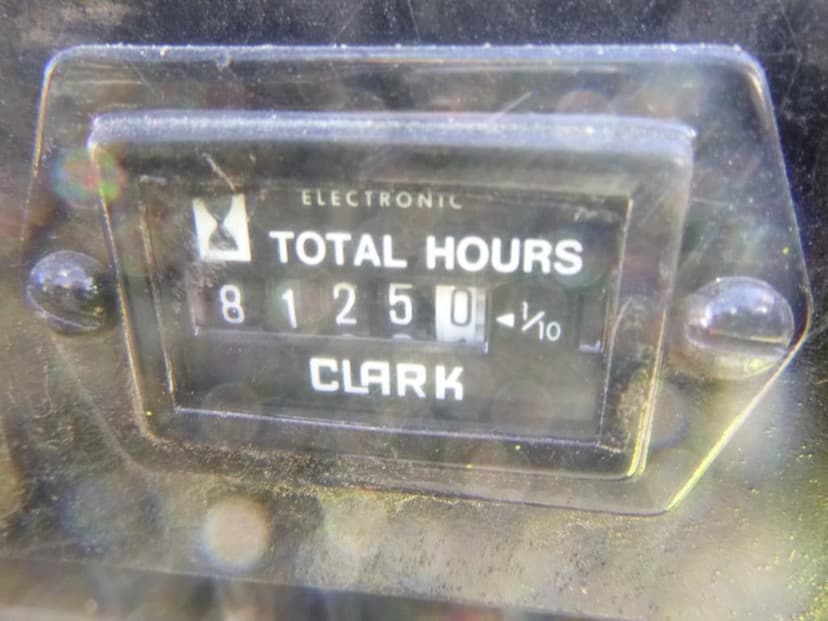 ELECTRONIC
TOTAL HOURS
8 1 2 5 0 ◄ 1/10
CLARK